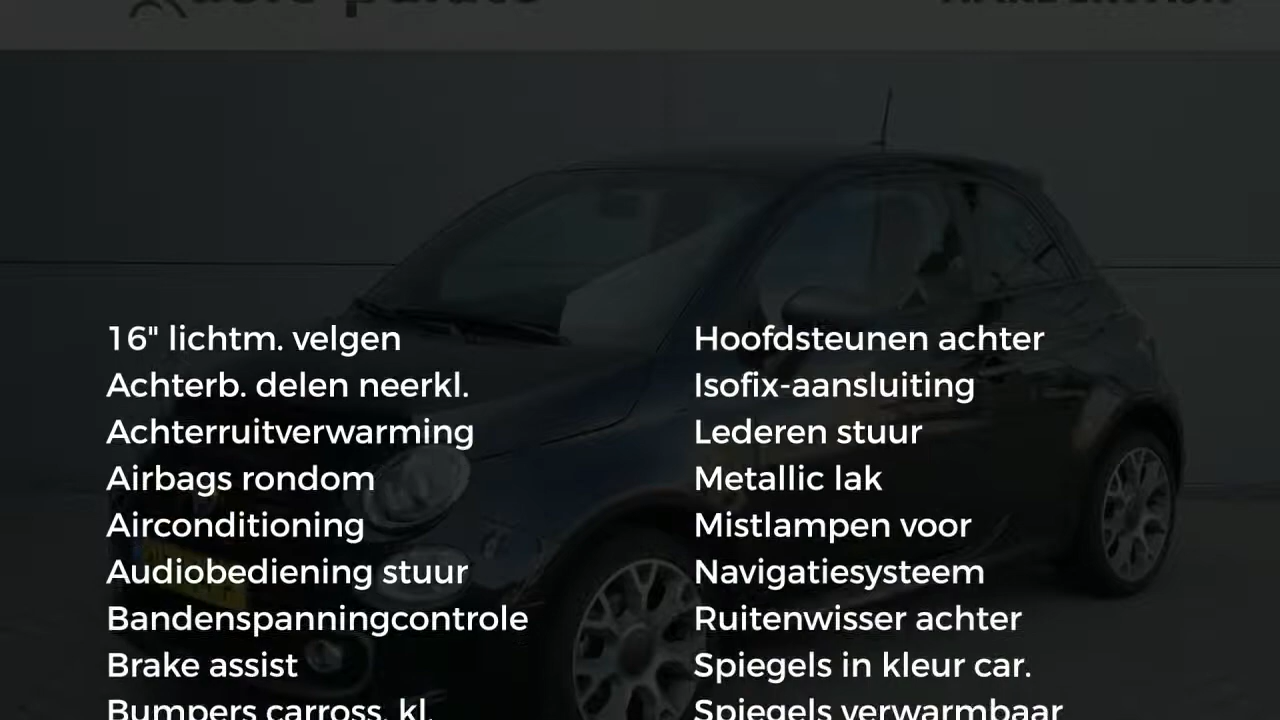 16" lichtm. velgen
Achterb. delen neerkl.
Achterruitverwarming
Airbags rondom
Airconditioning
Audiobediening stuur
Bandenspanningcontrole
Brake assist
Bumpers carross. kl.
Hoofdsteunen achter
Isofix-aansluiting
Lederen stuur
Metallic lak
Mistlampen voor
Navigatiesysteem
Ruitenwisser achter
Spiegels in kleur car.
Spiegels verwarmbaar